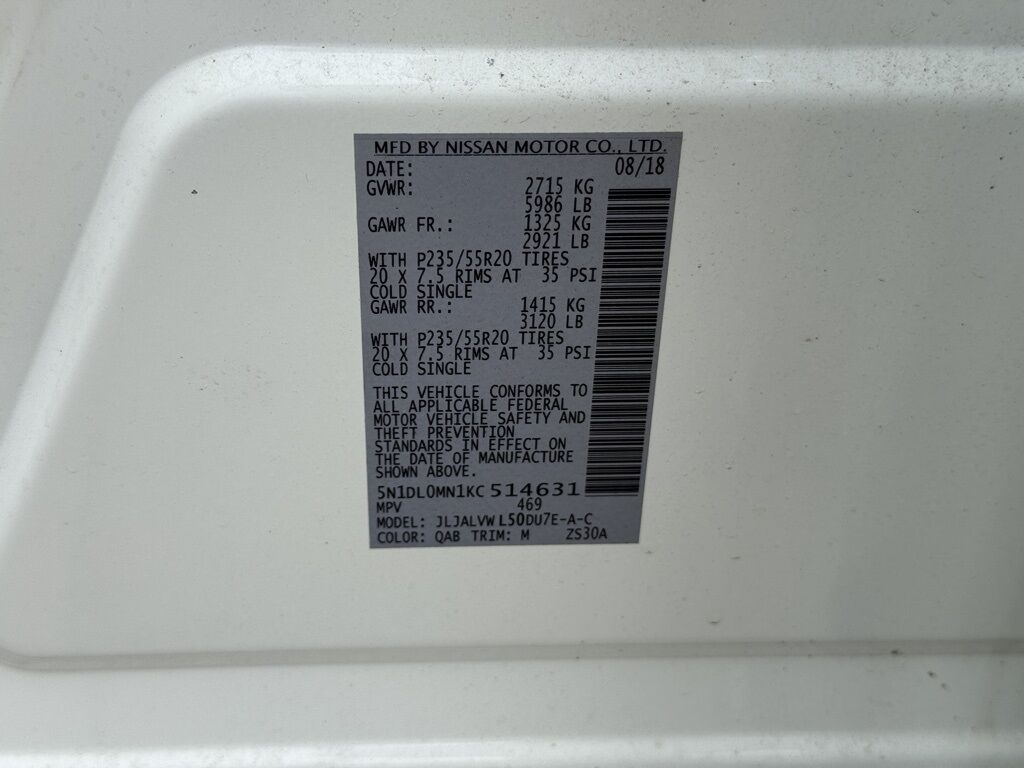 MFD BY NISSAN MOTOR CO., LTD.
DATE: 08/18
GVWR: 2715 KG
5986 LB
GAWR FR.: 1325 KG
2921 LB
WITH P235/55R20 TIRES
20 X 7.5 RIMS AT 35 PSI
COLD SINGLE
GAWR RR.: 1415 KG
3120 LB
WITH P235/55R20 TIRES
20 X 7.5 RIMS AT 35 PSI
COLD SINGLE
THIS VEHICLE CONFORMS TO
ALL APPLICABLE FEDERAL
MOTOR VEHICLE SAFETY AND
THEFT PREVENTION
STANDARDS IN EFFECT ON
THE DATE OF MANUFACTURE
SHOWN ABOVE.
5N1DL0MN1KC 514631
MPV 469
MODEL: JLJALVW L50DU7E-A-C
COLOR: QAB TRIM: M ZS30A